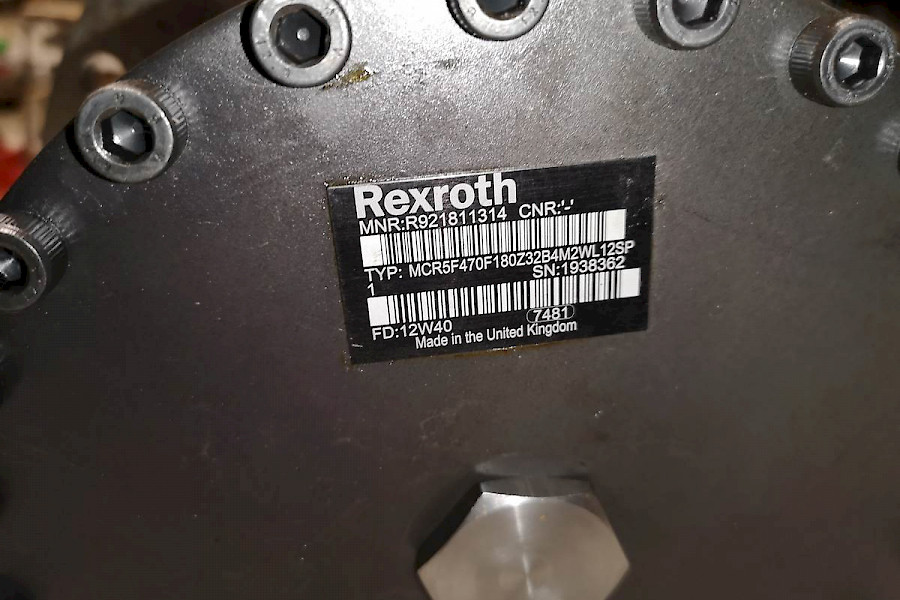 Rexroth
MNR:R921811314 CNR:'-'
TYP: MCR5F470F180Z32B4M2WL12SP
1 SN:1938362
FD:12W40 7481
Made in the United Kingdom